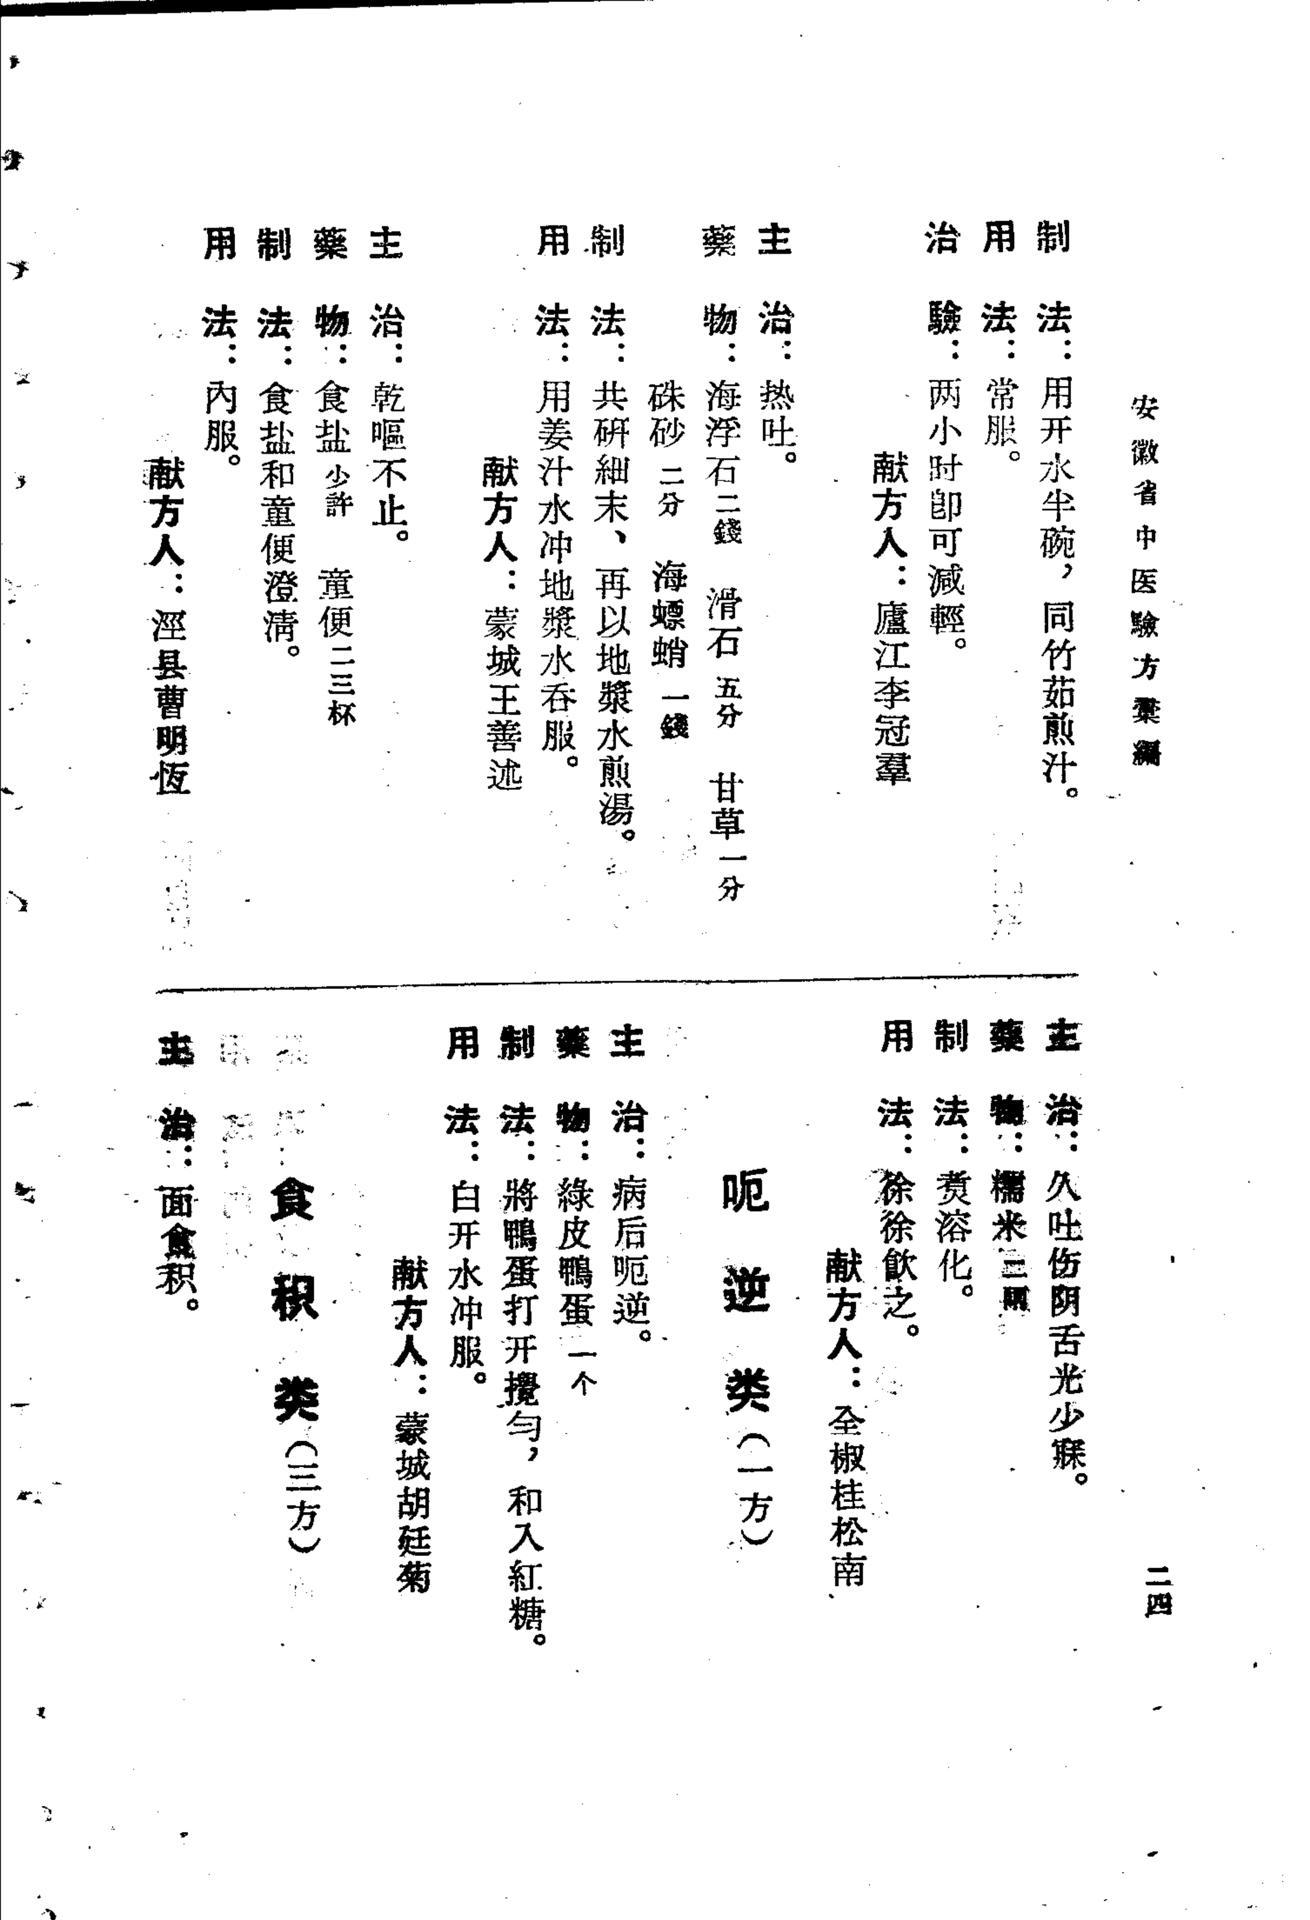 安徽省中医驗方彙編
二四
制法：用开水半碗，同竹茹煎汁。
用法：常服。
治驗：两小时卽可減輕。
献方人：廬江李冠羣
主治：热吐。
藥物：海浮石二錢　滑石五分　甘草一分
硃砂二分　海螵蛸一錢
制法：共研細末、再以地漿水煎湯。
用法：用姜汁水冲地漿水吞服。
献方人：蒙城王善述
主治：乾嘔不止。
藥物：食盐少許　童便二三杯
制法：食盐和童便澄清。
用法：內服。
献方人：涇县曹明恆
主治：久吐伤阴舌光少寐。
藥物：糯米二兩
制法：煑溶化。
用法：徐徐飮之。
献方人：全椒桂松南
呃逆类（一方）
主治：病后呃逆。
藥物：綠皮鴨蛋一个
制法：將鴨蛋打开攪勻，和入紅糖。
用法：白开水冲服。
献方人：蒙城胡廷菊
食积类（三方）
主治：面食积。